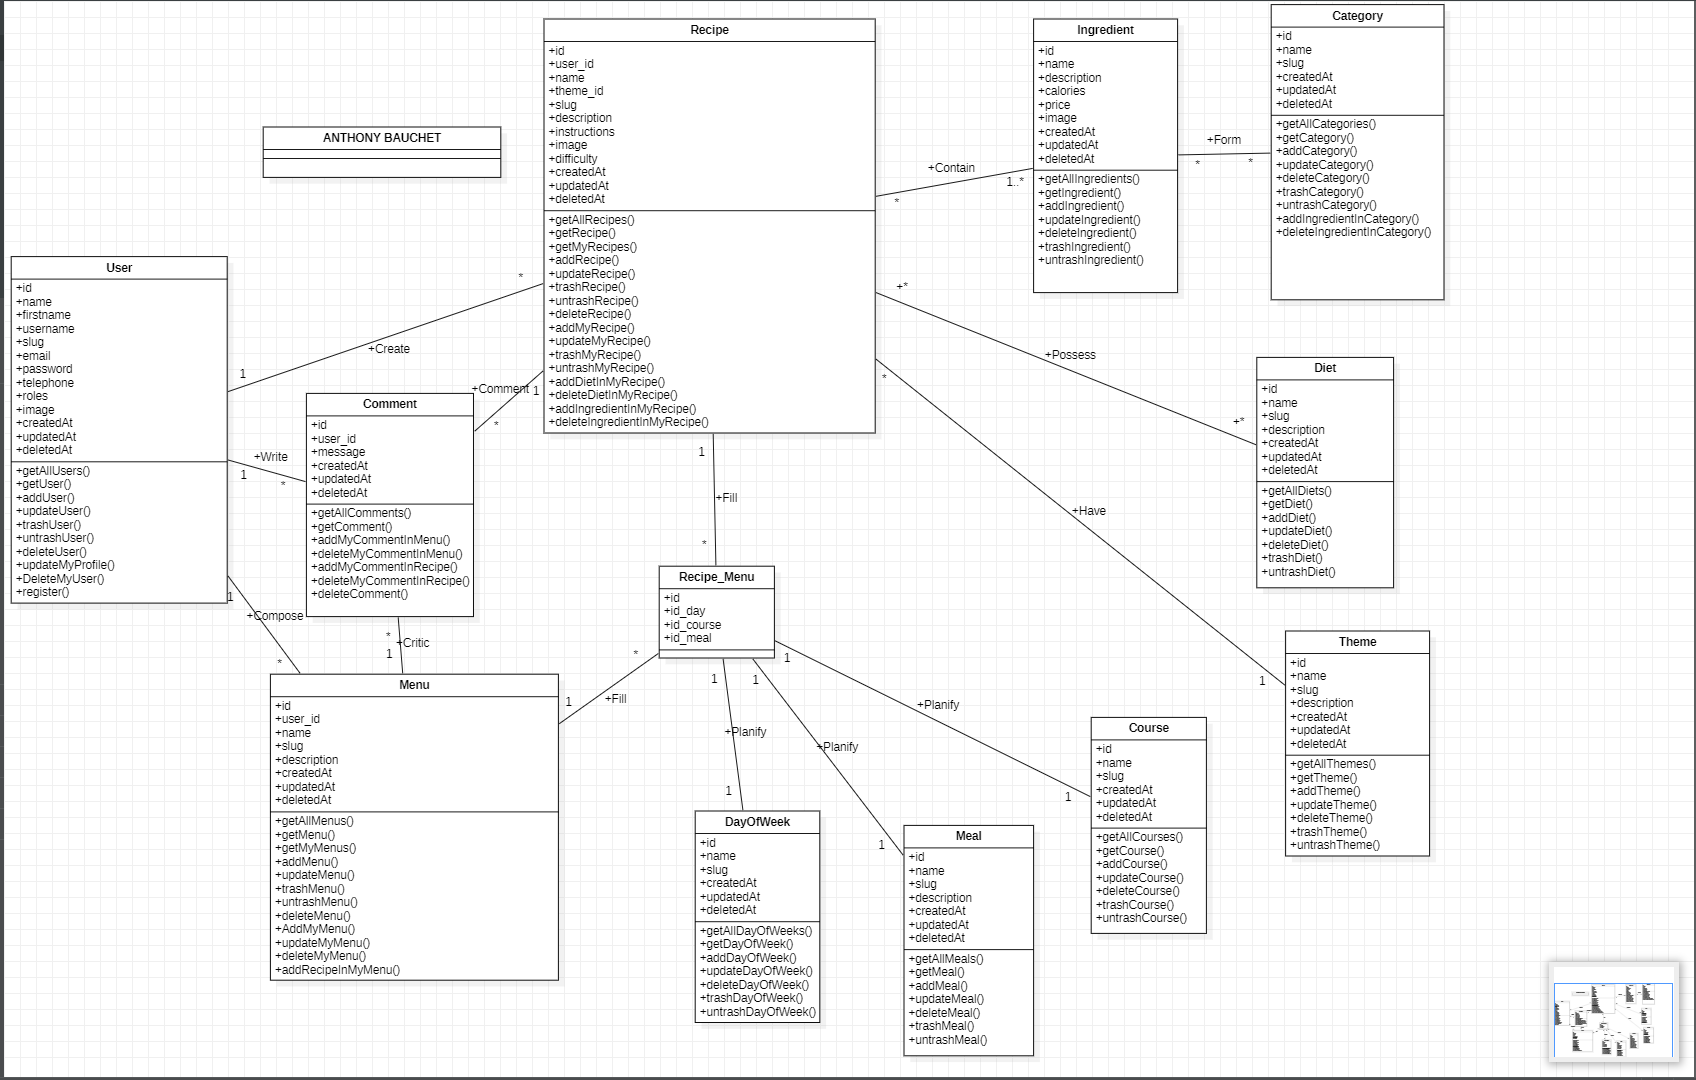 Recipe
+id
+user_id
+name
+theme_id
+slug
+description
+instructions
+image
+difficulty
+createdAt
+updatedAt
+deletedAt
+getAllRecipes()
+getRecipe()
+getMyRecipes()
+addRecipe()
+updateRecipe()
+trashRecipe()
+untrashRecipe()
+deleteRecipe()
+addMyRecipe()
+updateMyRecipe()
+trashMyRecipe()
+untrashMyRecipe()
+addDietInMyRecipe()
+deleteDietInMyRecipe()
+addIngredientInMyRecipe()
+deleteIngredientInMyRecipe()
Ingredient
+id
+name
+description
+calories
+price
+image
+createdAt
+updatedAt
+deletedAt
+getAllIngredients()
+getIngredient()
+addIngredient()
+updateIngredient()
+deleteIngredient()
+trashIngredient()
+untrashIngredient()
Category
+id
+name
+slug
+createdAt
+updatedAt
+deletedAt
+getAllCategories()
+getCategory()
+addCategory()
+updateCategory()
+deleteCategory()
+trashCategory()
+untrashCategory()
+addIngredientInCategory()
+deleteIngredientInCategory()
ANTHONY BAUCHET
+Contain
1..*
*
+Form
*
*
User
+id
+name
+firstname
+username
+slug
+email
+password
+telephone
+roles
+image
+createdAt
+updatedAt
+deletedAt
+getAllUsers()
+getUser()
+addUser()
+updateUser()
+trashUser()
+untrashUser()
+deleteUser()
+updateMyProfile()
+DeleteMyUser()
+register()
*
+Create
1
+Comment
1
*
+Write
1
*
Comment
+id
+user_id
+message
+createdAt
+updatedAt
+deletedAt
+getAllComments()
+getComment()
+addMyCommentInMenu()
+deleteMyCommentInMenu()
+addMyCommentInRecipe()
+deleteMyCommentInRecipe()
+deleteComment()
+*
+Possess
+*
*
+Have
1
Diet
+id
+name
+slug
+description
+createdAt
+updatedAt
+deletedAt
+getAllDiets()
+getDiet()
+addDiet()
+updateDiet()
+deleteDiet()
+trashDiet()
+untrashDiet()
1
+Fill
*
Recipe_Menu
+id
+id_day
+id_course
+id_meal
1
+Compose
*
*
+Critic
1
*
+Fill
1
Menu
+id
+user_id
+name
+slug
+description
+createdAt
+updatedAt
+deletedAt
+getAllMenus()
+getMenu()
+getMyMenus()
+addMenu()
+updateMenu()
+trashMenu()
+untrashMenu()
+deleteMenu()
+AddMyMenu()
+updateMyMenu()
+deleteMyMenu()
+addRecipeInMyMenu()
1
+Planify
1
1
+Planify
1
1
+Planify
1
DayOfWeek
+id
+name
+slug
+createdAt
+updatedAt
+deletedAt
+getAllDayOfWeeks()
+getDayOfWeek()
+addDayOfWeek()
+updateDayOfWeek()
+deleteDayOfWeek()
+trashDayOfWeek()
+untrashDayOfWeek()
Meal
+id
+name
+slug
+description
+createdAt
+updatedAt
+deletedAt
+getAllMeals()
+getMeal()
+addMeal()
+updateMeal()
+deleteMeal()
+trashMeal()
+untrashMeal()
Course
+id
+name
+slug
+createdAt
+updatedAt
+deletedAt
+getAllCourses()
+getCourse()
+addCourse()
+updateCourse()
+deleteCourse()
+trashCourse()
+untrashCourse()
Theme
+id
+name
+slug
+description
+createdAt
+updatedAt
+deletedAt
+getAllThemes()
+getTheme()
+addTheme()
+updateTheme()
+deleteTheme()
+trashTheme()
+untrashTheme()